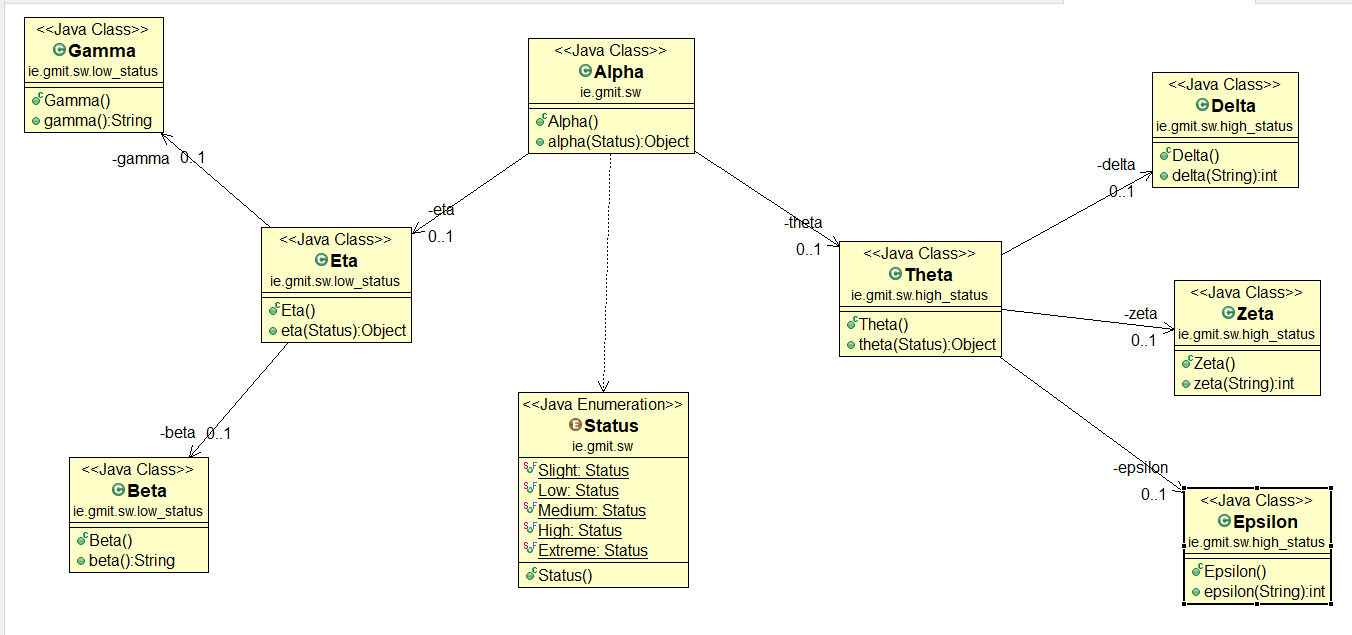 <<Java Class>>
Gamma
ie.gmit.sw.low_status
Gamma()
gamma():String
-gamma 0..1
<<Java Class>>
Alpha
ie.gmit.sw
Alpha()
alpha(Status):Object
<<Java Class>>
Delta
ie.gmit.sw.high_status
Delta()
delta(String):int
-delta
0..1
-eta
0..1
-theta
0..1
<<Java Class>>
Eta
ie.gmit.sw.low_status
Eta()
eta(Status):Object
<<Java Class>>
Theta
ie.gmit.sw.high_status
Theta()
theta(Status):Object
-zeta
0..1
<<Java Class>>
Zeta
ie.gmit.sw.high_status
Zeta()
zeta(String):int
-beta 0..1
<<Java Class>>
Beta
ie.gmit.sw.low_status
Beta()
beta():String
<<Java Enumeration>>
Status
ie.gmit.sw
Slight: Status
Low: Status
Medium: Status
High: Status
Extreme: Status
Status()
-epsilon
0..1
<<Java Class>>
Epsilon
ie.gmit.sw.high_status
Epsilon()
epsilon(String):int